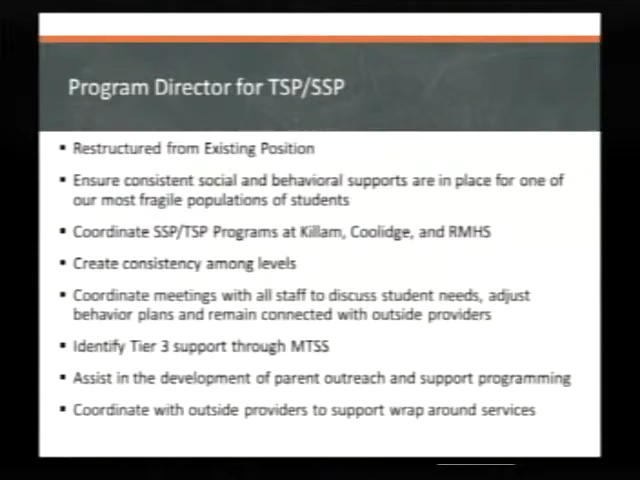 Program Director for TSP/SSP
▪ Restructured from Existing Position
▪ Ensure consistent social and behavioral supports are in place for one of
our most fragile populations of students
▪ Coordinate SSP/TSP Programs at Killam, Coolidge, and RMHS
▪ Create consistency among levels
▪ Coordinate meetings with all staff to discuss student needs, adjust
behavior plans and remain connected with outside providers
▪ Identify Tier 3 support through MTSS
▪ Assist in the development of parent outreach and support programming
▪ Coordinate with outside providers to support wrap around services